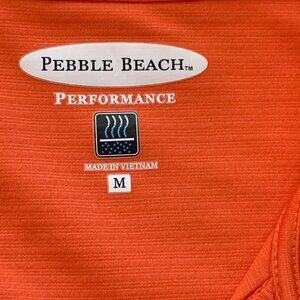 PEBBLE BEACH™
PERFORMANCE
MADE IN VIETNAM
M